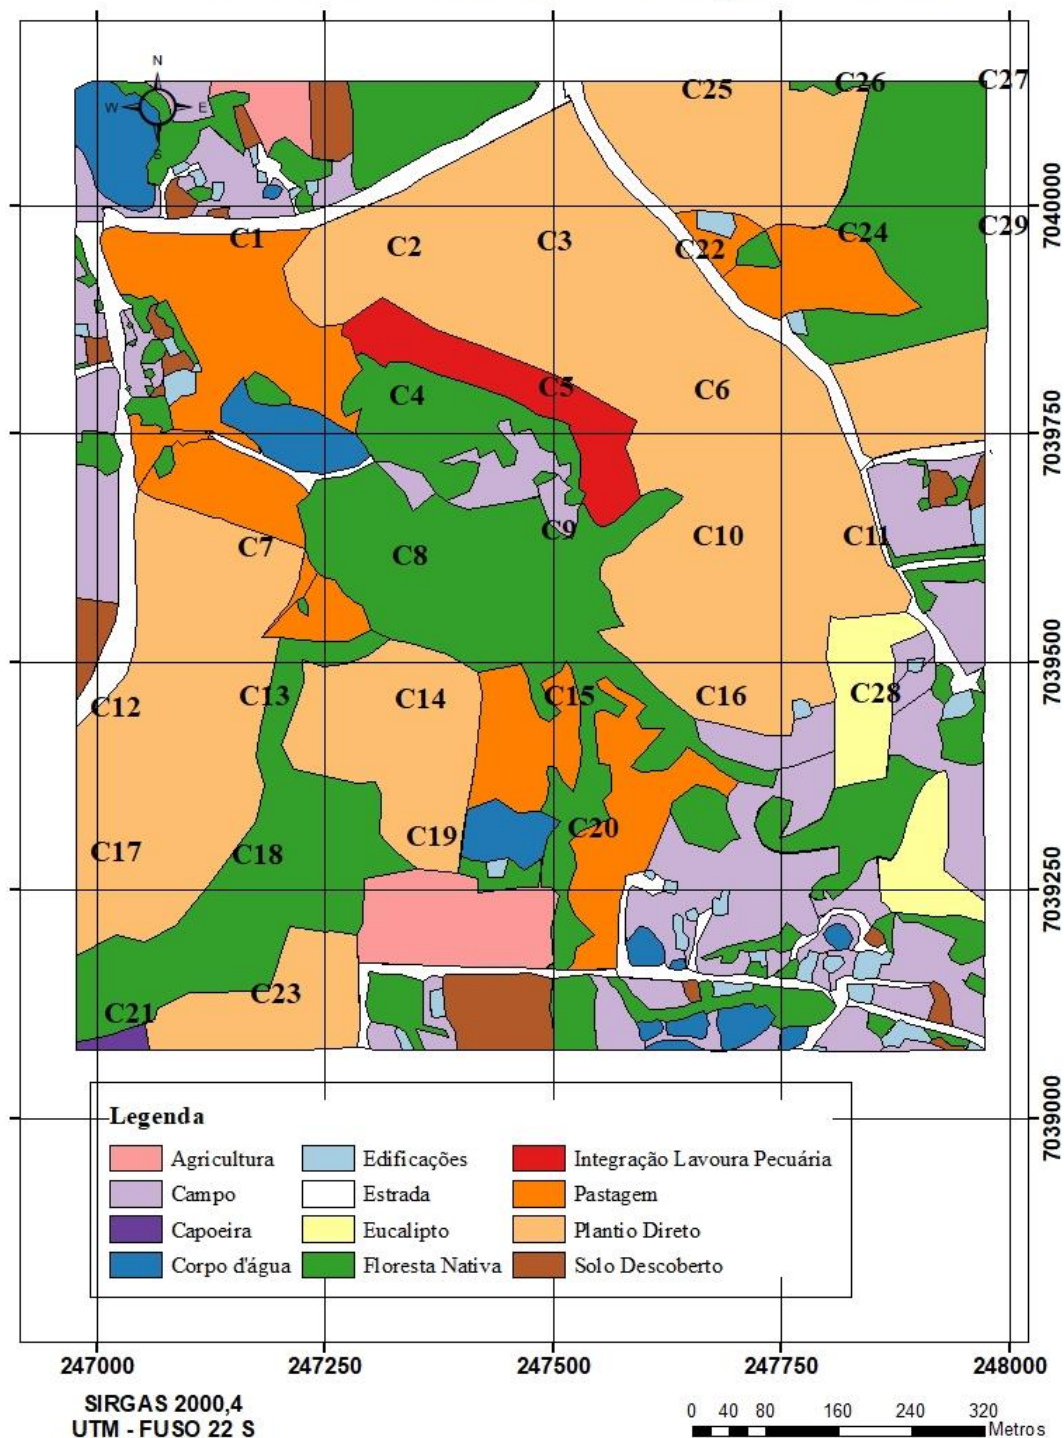 N
W E
S
C25 C26 C27
C1 C2 C3 C22 C24 C29
7040000
C4 C5 C6
7039750
C7 C8 C9 C10 C11
7039500
C12 C13 C14 C15 C16 C28
C17 C18 C19 C20
7039250
C21 C23
7039000
Legenda
Agricultura Edificações Integração Lavoura Pecuária
Campo Estrada Pastagem
Capoeira Eucalipto Plantio Direto
Corpo d'água Floresta Nativa Solo Descoberto
247000 247250 247500 247750 248000
SIRGAS 2000,4
UTM - FUSO 22 S
0 40 80 160 240 320
Metros